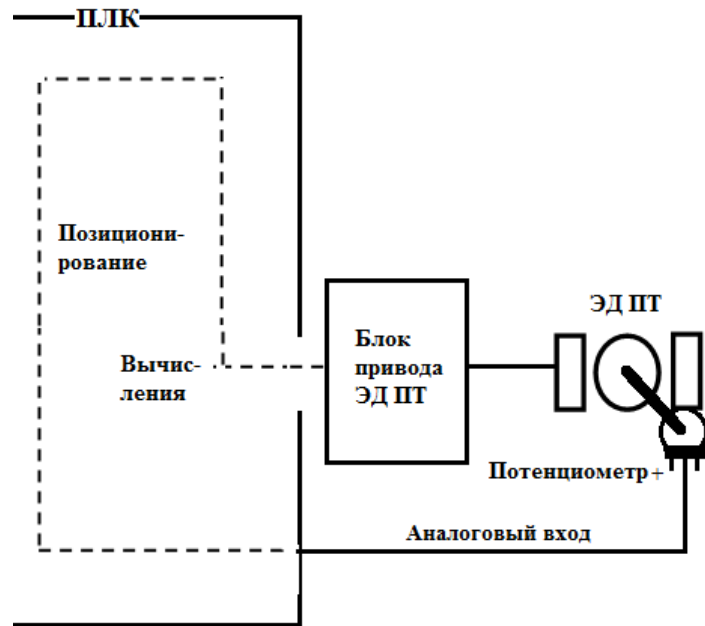 ПЛК
Позициони-
рование
Вычис-
ления
Блок
привода
ЭД ПТ
ЭД ПТ
Потенциометр+
Аналоговый вход